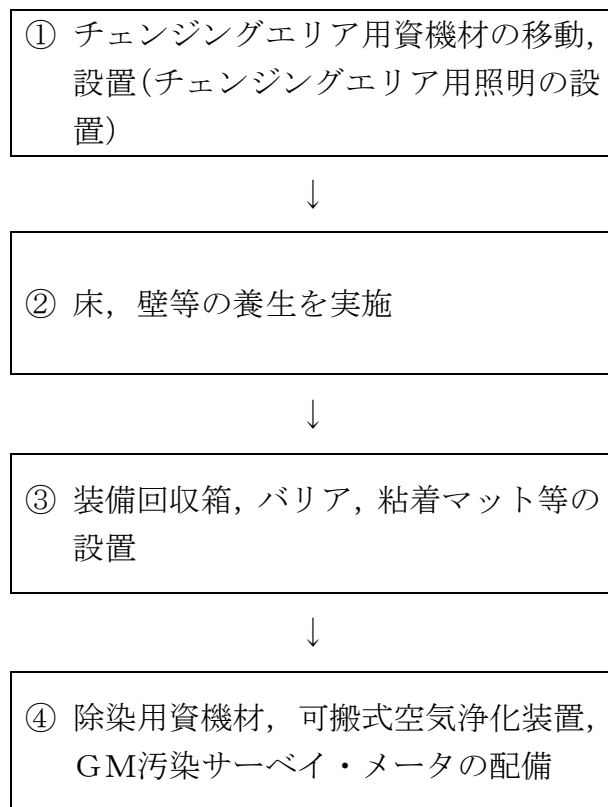 ① チェンジングエリア用資機材の移動,
設置(チェンジングエリア用照明の設
置)
↓
② 床, 壁等の養生を実施
↓
③ 装備回収箱, バリア, 粘着マット等の
設置
↓
④ 除染用資機材, 可搬式空気浄化装置,
GM汚染サーベイ・メータの配備